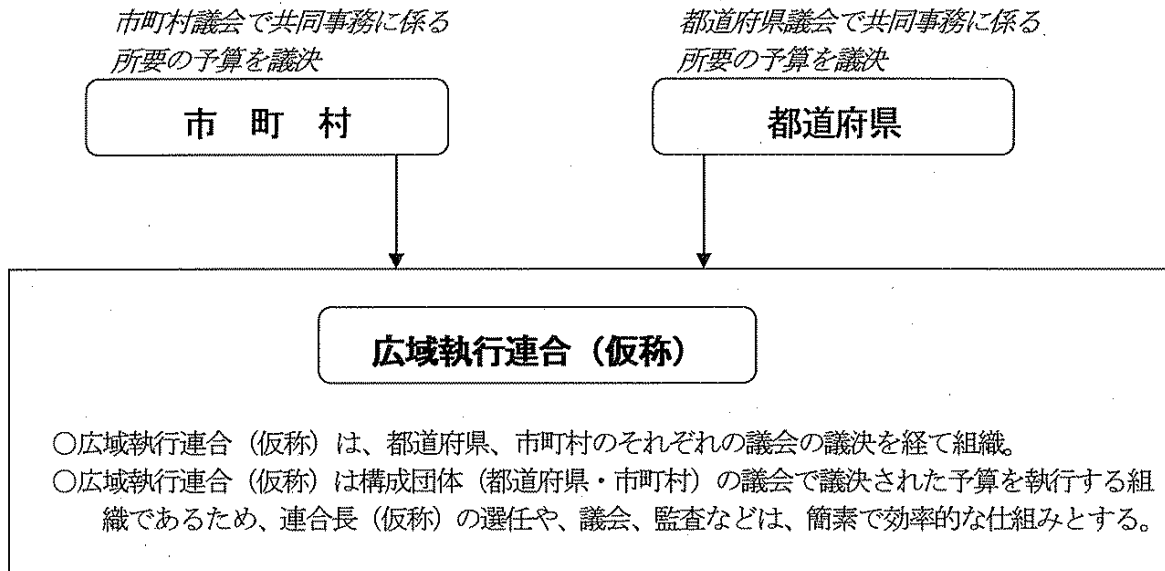 市町村議会で共同事務に係る
所要の予算を議決
都道府県議会で共同事務に係る
所要の予算を議決
市　町　村
都道府県
広域執行連合（仮称）
○広域執行連合（仮称）は、都道府県、市町村のそれぞれの議会の議決を経て組織。
○広域執行連合（仮称）は構成団体（都道府県・市町村）の議会で議決された予算を執行する組
織であるため、連合長（仮称）の選任や、議会、監査などは、簡素で効率的な仕組みとする。